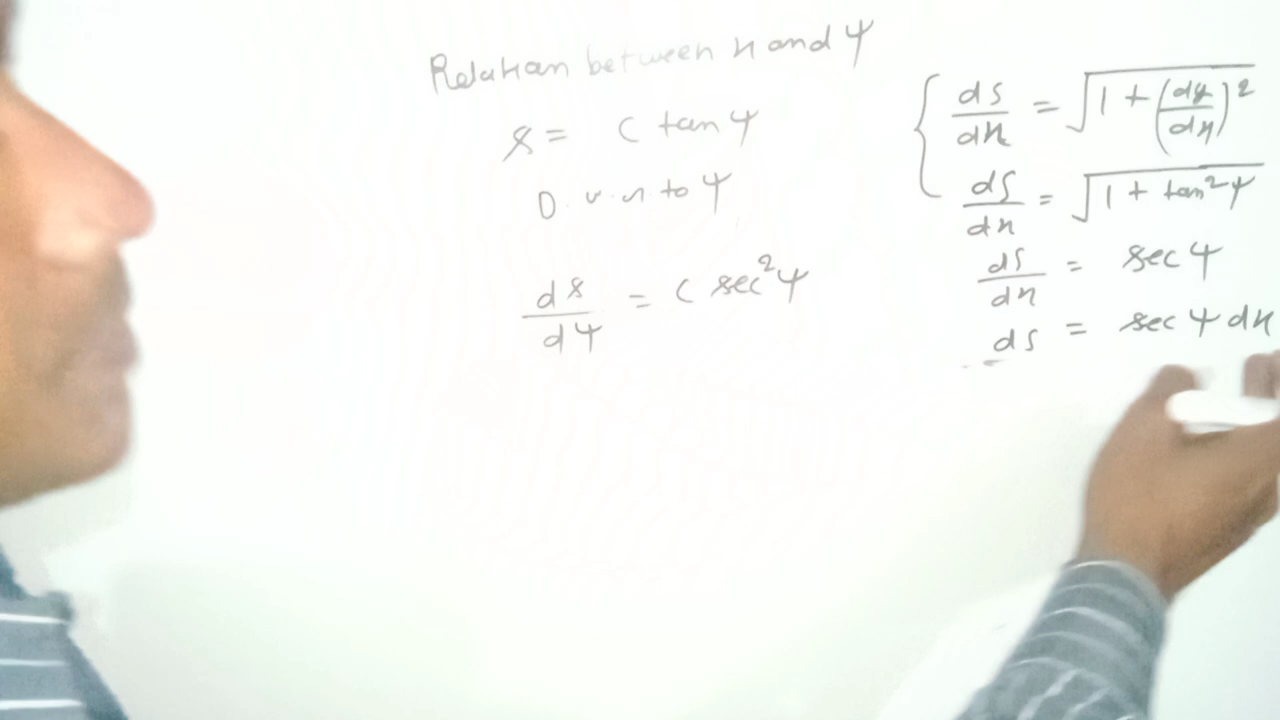 Relation between x and ψ
s = c tan ψ
D. w. r to ψ
ds/dψ = c sec²ψ
ds/dx = √(1 + (dy/dx)²)
ds/dx = √(1 + tan²ψ)
ds/dx = sec ψ
ds = sec ψ dx